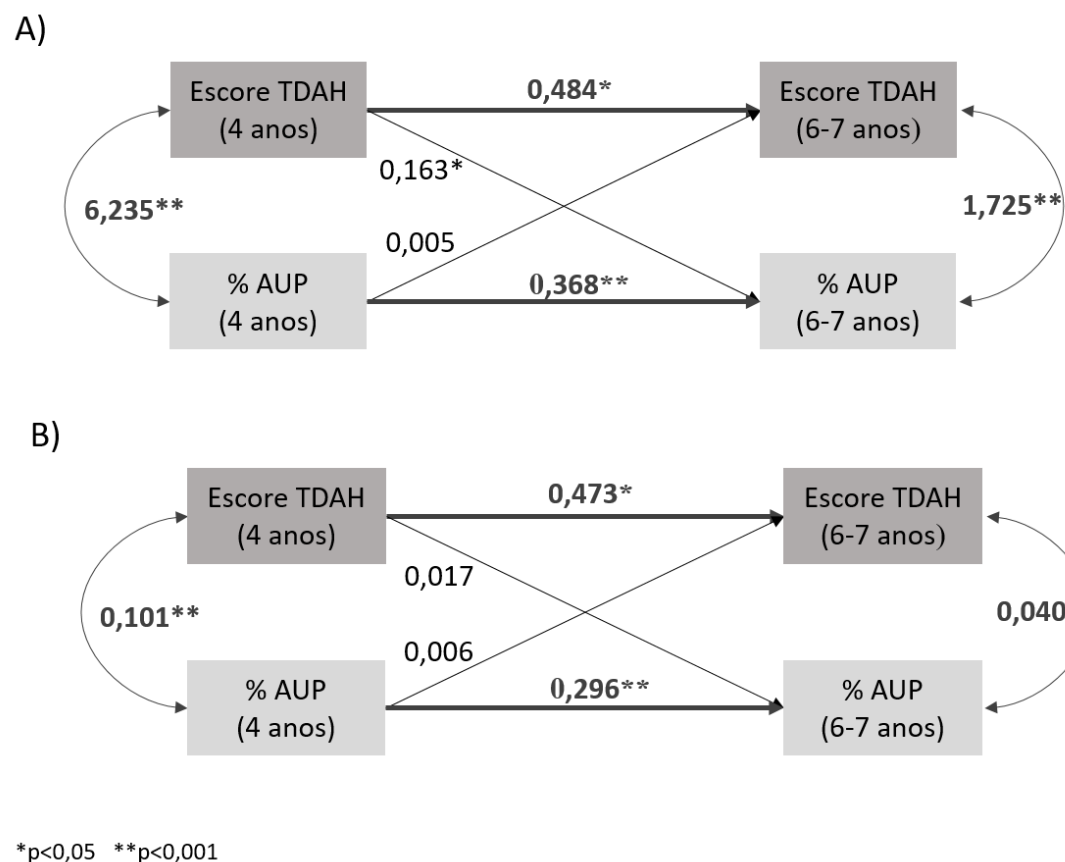 A)
Escore TDAH
(4 anos)
0,484*
Escore TDAH
(6-7 anos)
0,163*
6,235**
1,725**
0,005
% AUP
(4 anos)
0,368**
% AUP
(6-7 anos)
B)
Escore TDAH
(4 anos)
0,473*
Escore TDAH
(6-7 anos)
0,017
0,101**
0,040
0,006
% AUP
(4 anos)
0,296**
% AUP
(6-7 anos)
*p<0,05 **p<0,001